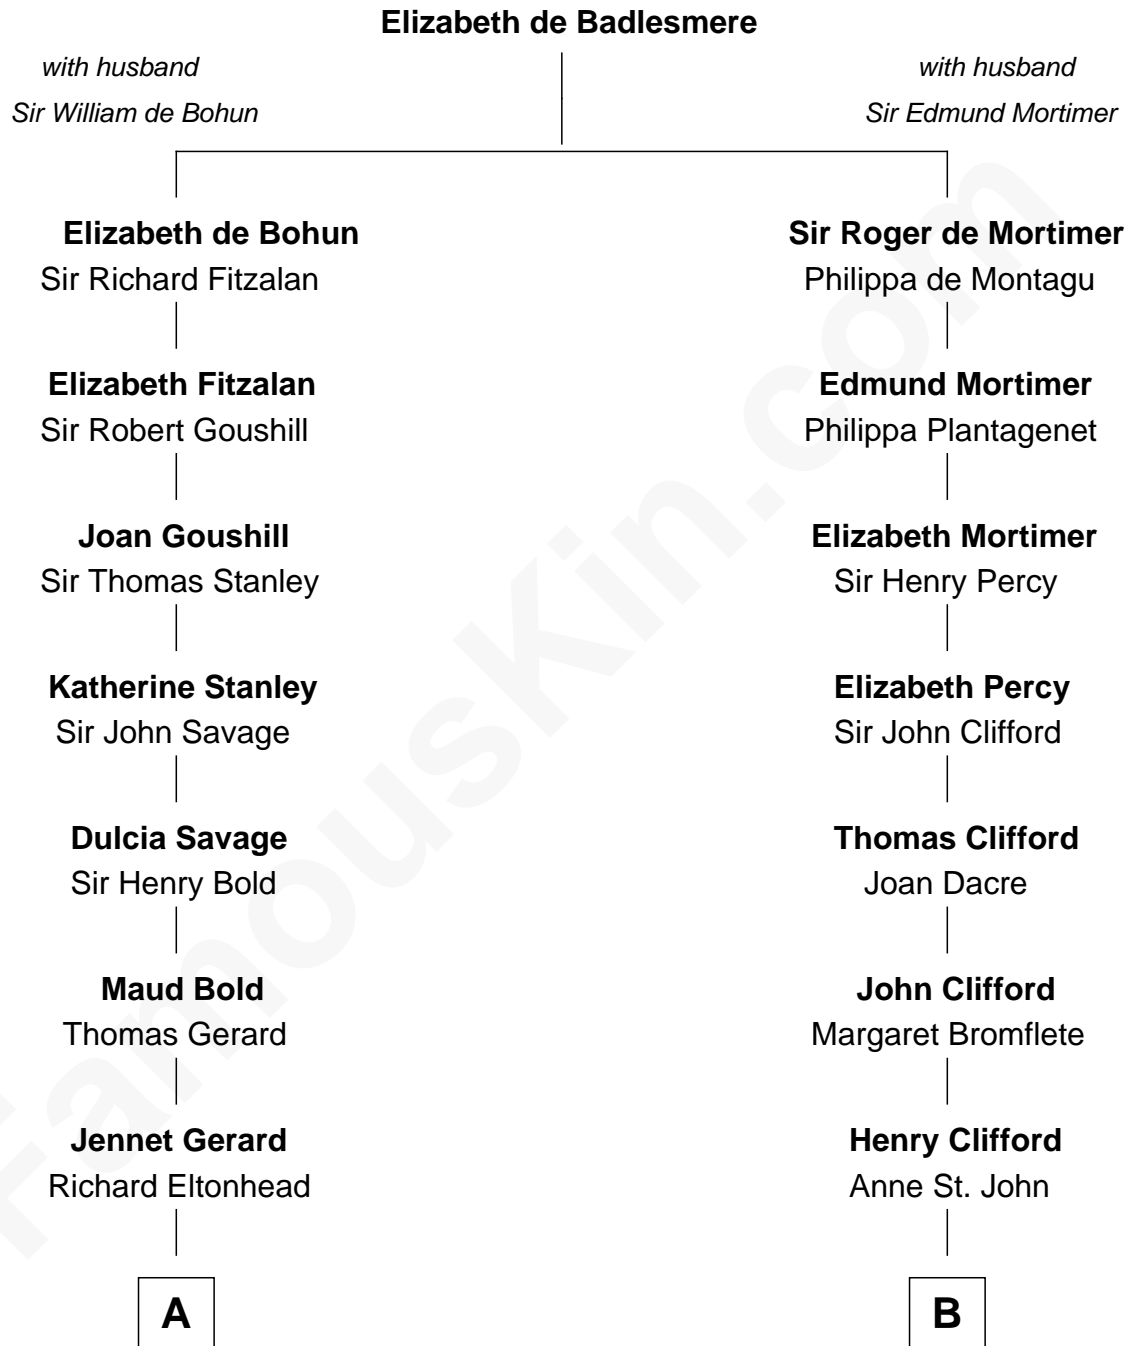 Elizabeth de Badlesmere
with husband
Sir William de Bohun
with husband
Sir Edmund Mortimer
Elizabeth de Bohun
Sir Richard Fitzalan
Sir Roger de Mortimer
Philippa de Montagu
Elizabeth Fitzalan
Sir Robert Goushill
Edmund Mortimer
Philippa Plantagenet
Joan Goushill
Sir Thomas Stanley
Elizabeth Mortimer
Sir Henry Percy
Katherine Stanley
Sir John Savage
Elizabeth Percy
Sir John Clifford
Dulcia Savage
Sir Henry Bold
Thomas Clifford
Joan Dacre
Maud Bold
Thomas Gerard
John Clifford
Margaret Bromflete
Jennet Gerard
Richard Eltonhead
Henry Clifford
Anne St. John
A
B
FamousKin.com